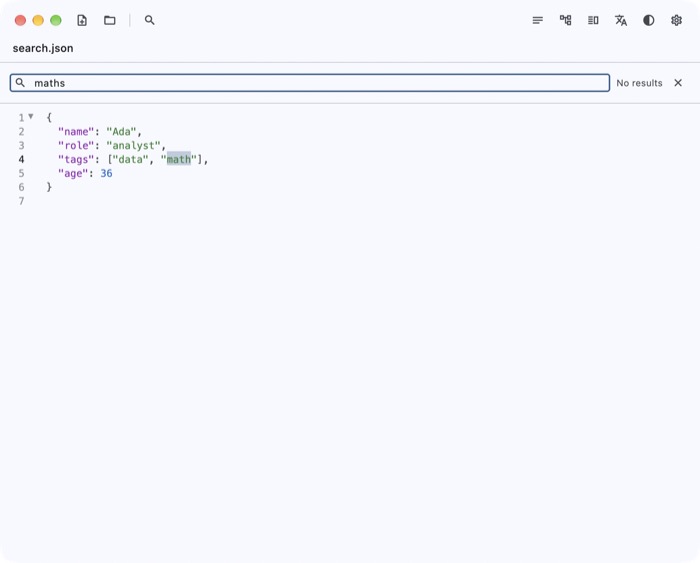 search.json
maths No results
1 {
2 "name": "Ada",
3 "role": "analyst",
4 "tags": ["data", "math"],
5 "age": 36
6 }
7